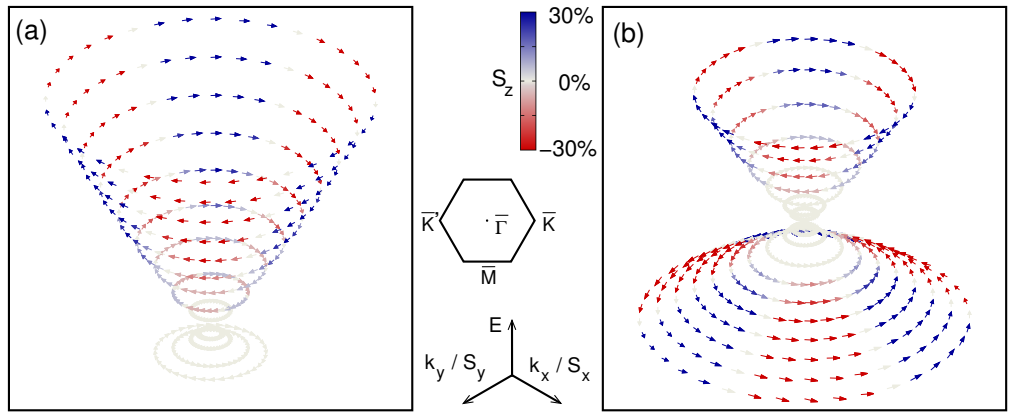 (a)
30%
S_z
0%
−30%
K̅'
Γ̅
K̅
M̅
E
k_y / S_y
k_x / S_x
(b)